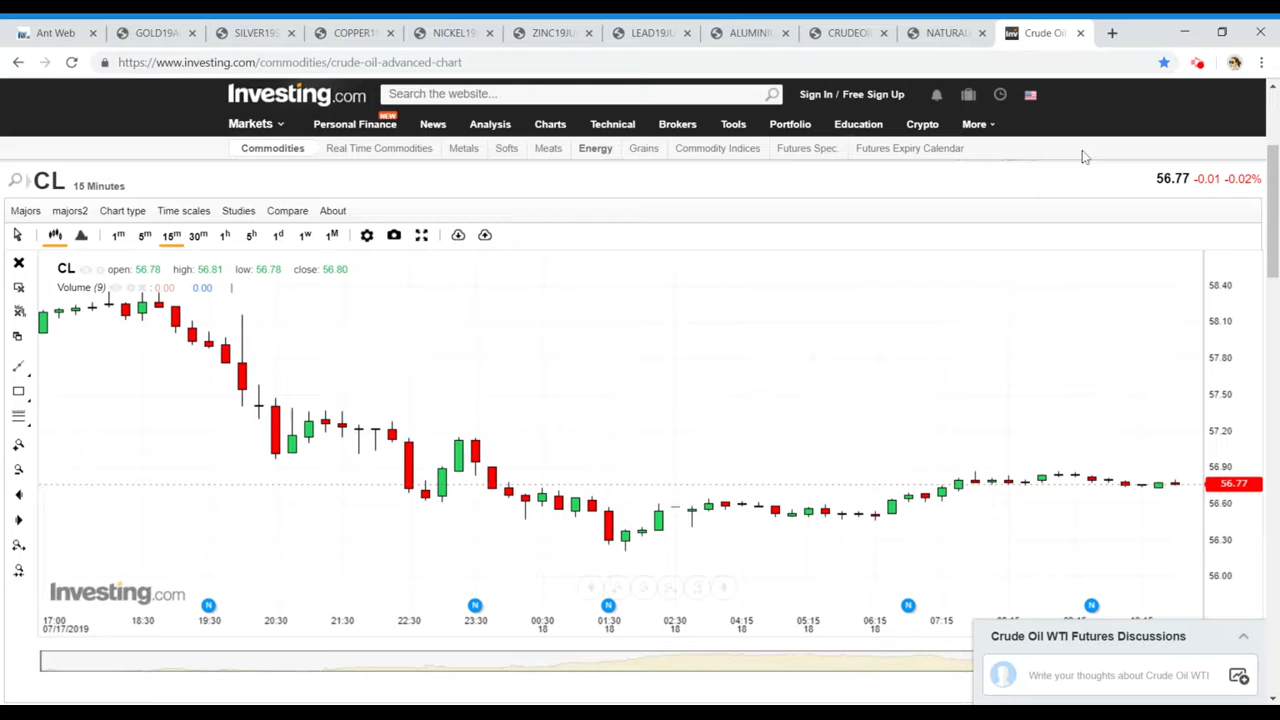 Ant Web GOLD19A SILVER19S COPPER19 NICKEL19 ZINC19JU LEAD19JU ALUMINIU CRUDEOI NATURAL Crude Oil
https://www.investing.com/commodities/crude-oil-advanced-chart
Investing.com Search the website... Sign In / Free Sign Up
NEW
Markets Personal Finance News Analysis Charts Technical Brokers Tools Portfolio Education Crypto More
Commodities Real Time Commodities Metals Softs Meats Energy Grains Commodity Indices Futures Spec. Futures Expiry Calendar
CL 15 Minutes 56.77 -0.01 -0.02%
Majors majors2 Chart type Time scales Studies Compare About
1m 5m 15m 30m 1h 5h 1d 1w 1M
CL open: 56.78 high: 56.81 low: 56.78 close: 56.80
Volume (9) : 0.00 0.00
58.40
58.10
57.80
57.50
57.20
56.90
56.77
56.60
56.30
56.00
Investing.com
N N N N N
17:00 18:30 19:30 20:30 21:30 22:30 23:30 00:30 01:30 02:30 04:15 05:15 06:15 07:15
07/17/2019 18 18 18 18 18 18
Crude Oil WTI Futures Discussions
Write your thoughts about Crude Oil WTI